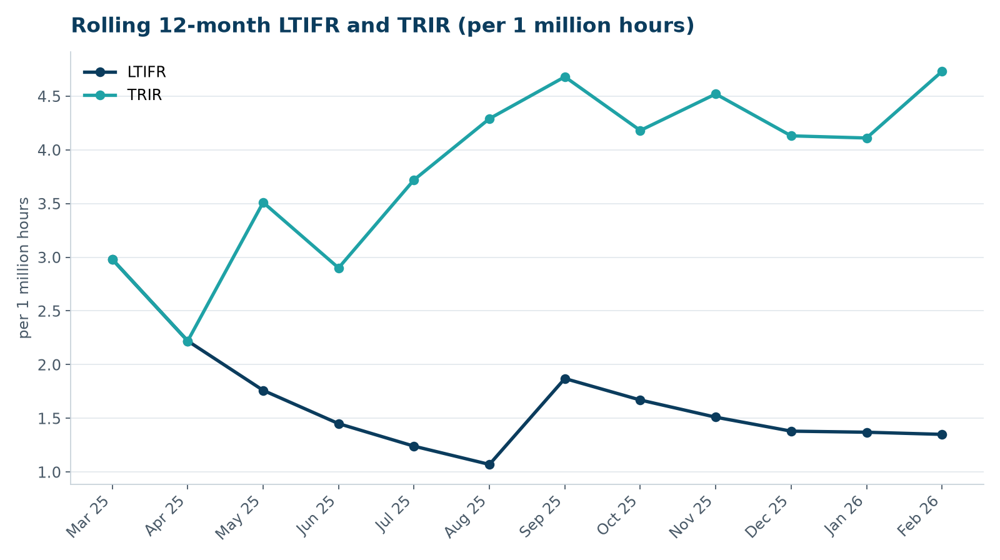 Rolling 12-month LTIFR and TRIR (per 1 million hours)
LTIFR
TRIR
per 1 million hours
4.5
4.0
3.5
3.0
2.5
2.0
1.5
1.0
Mar 25
Apr 25
May 25
Jun 25
Jul 25
Aug 25
Sep 25
Oct 25
Nov 25
Dec 25
Jan 26
Feb 26